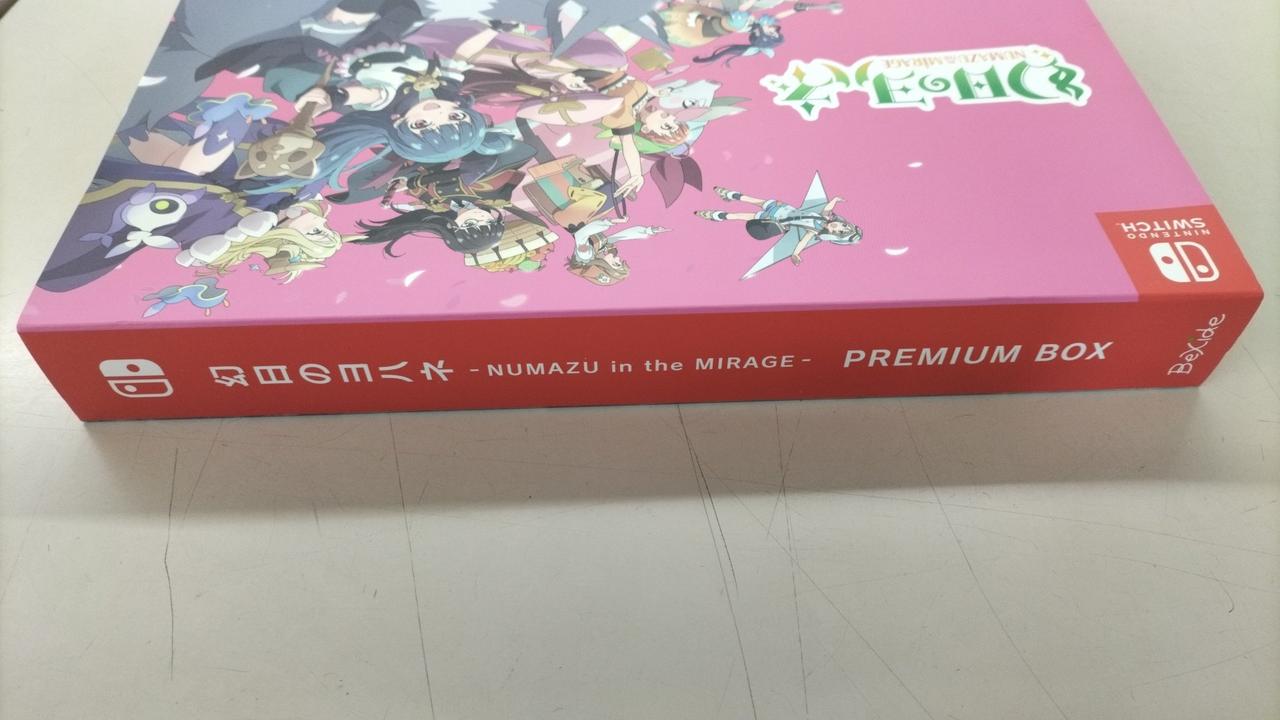 幻日のヨハネ -NUMAZU in the MIRAGE- PREMIUM BOX
BeXide
NINTENDO
SWITCH™
幻日のヨハネ
NUMAZU in the MIRAGE